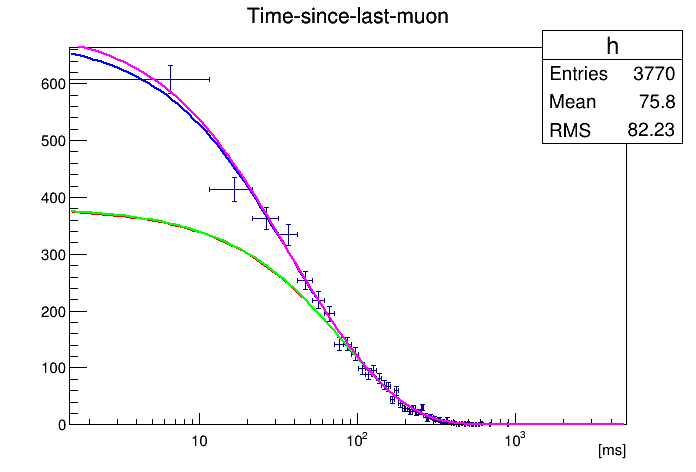 Time-since-last-muon
h
Entries 3770
Mean 75.8
RMS 82.23
600
500
400
300
200
100
0
10 10² 10³
[ms]